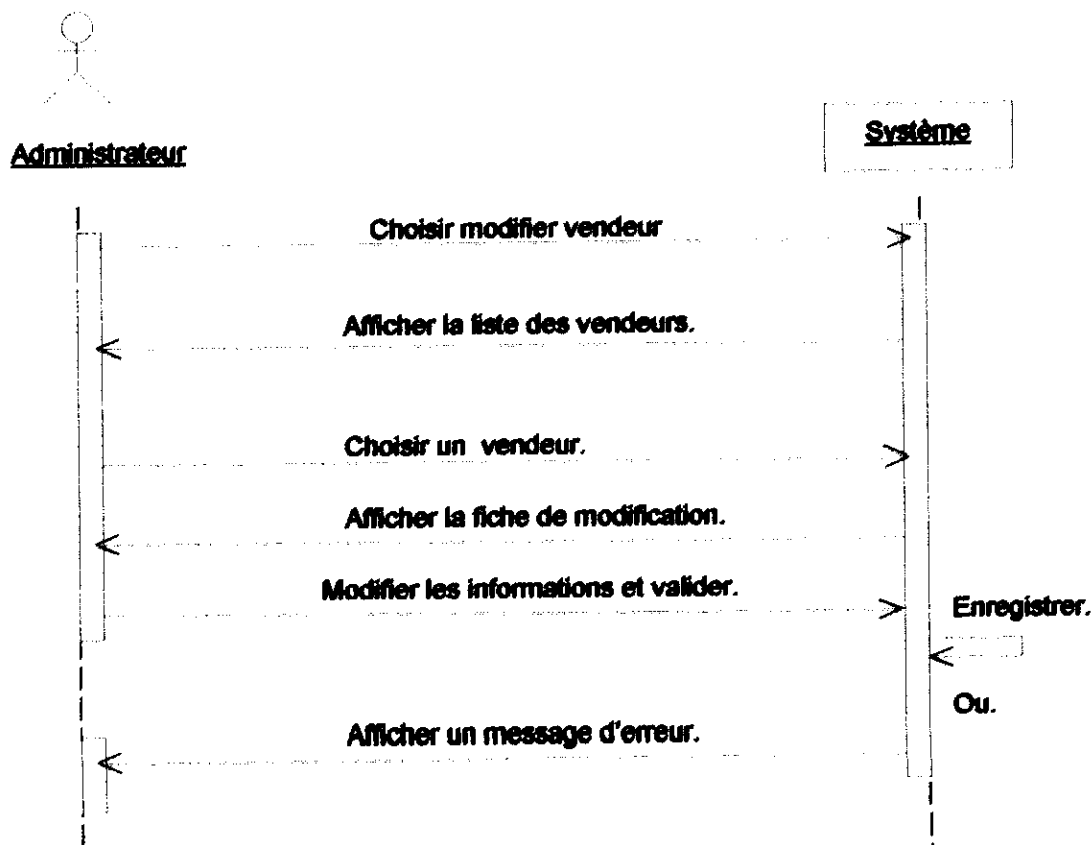 Système
Administrateur
Choisir modifier vendeur
Afficher la liste des vendeurs.
Choisir un vendeur.
Afficher la fiche de modification.
Modifier les informations et valider.
Enregistrer.
Ou.
Afficher un message d'erreur.